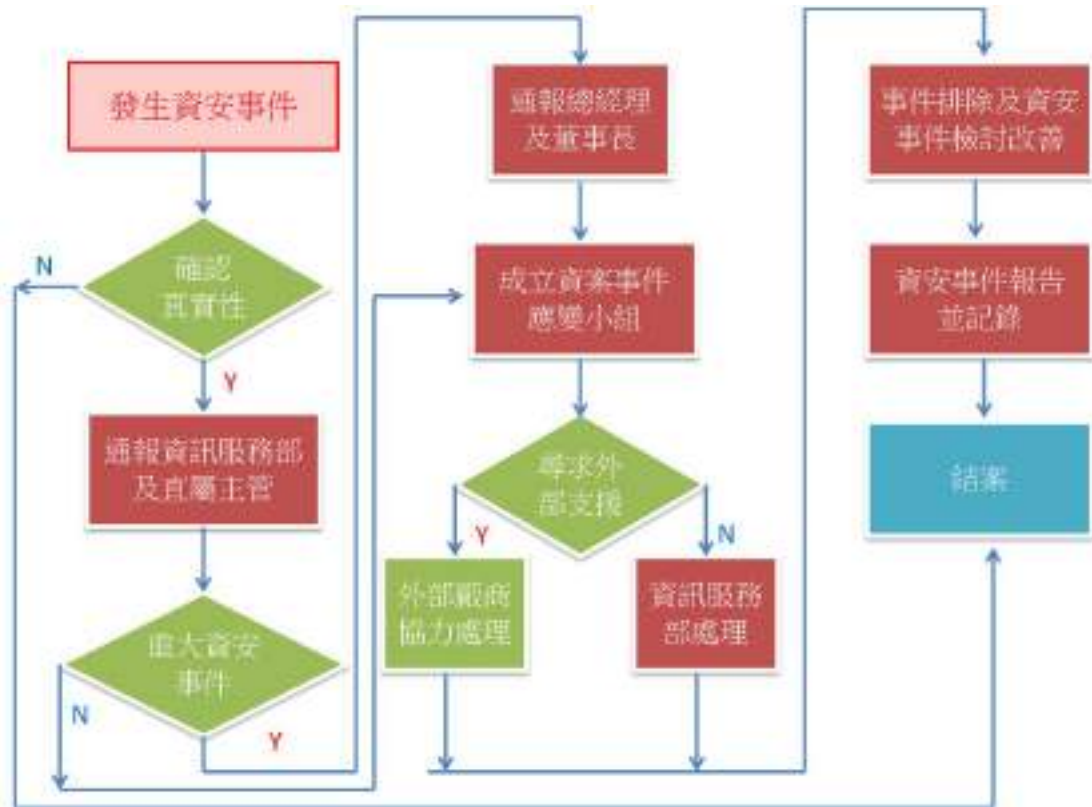 發生資安事件
確認
真實性
N
Y
通報資訊服務部
及直屬主管
重大資安
事件
N
Y
通報總經理
及董事長
成立資案事件
應變小組
尋求外
部支援
Y
N
外部廠商
協力處理
資訊服務
部處理
事件排除及資安
事件檢討改善
資安事件報告
並記錄
結案